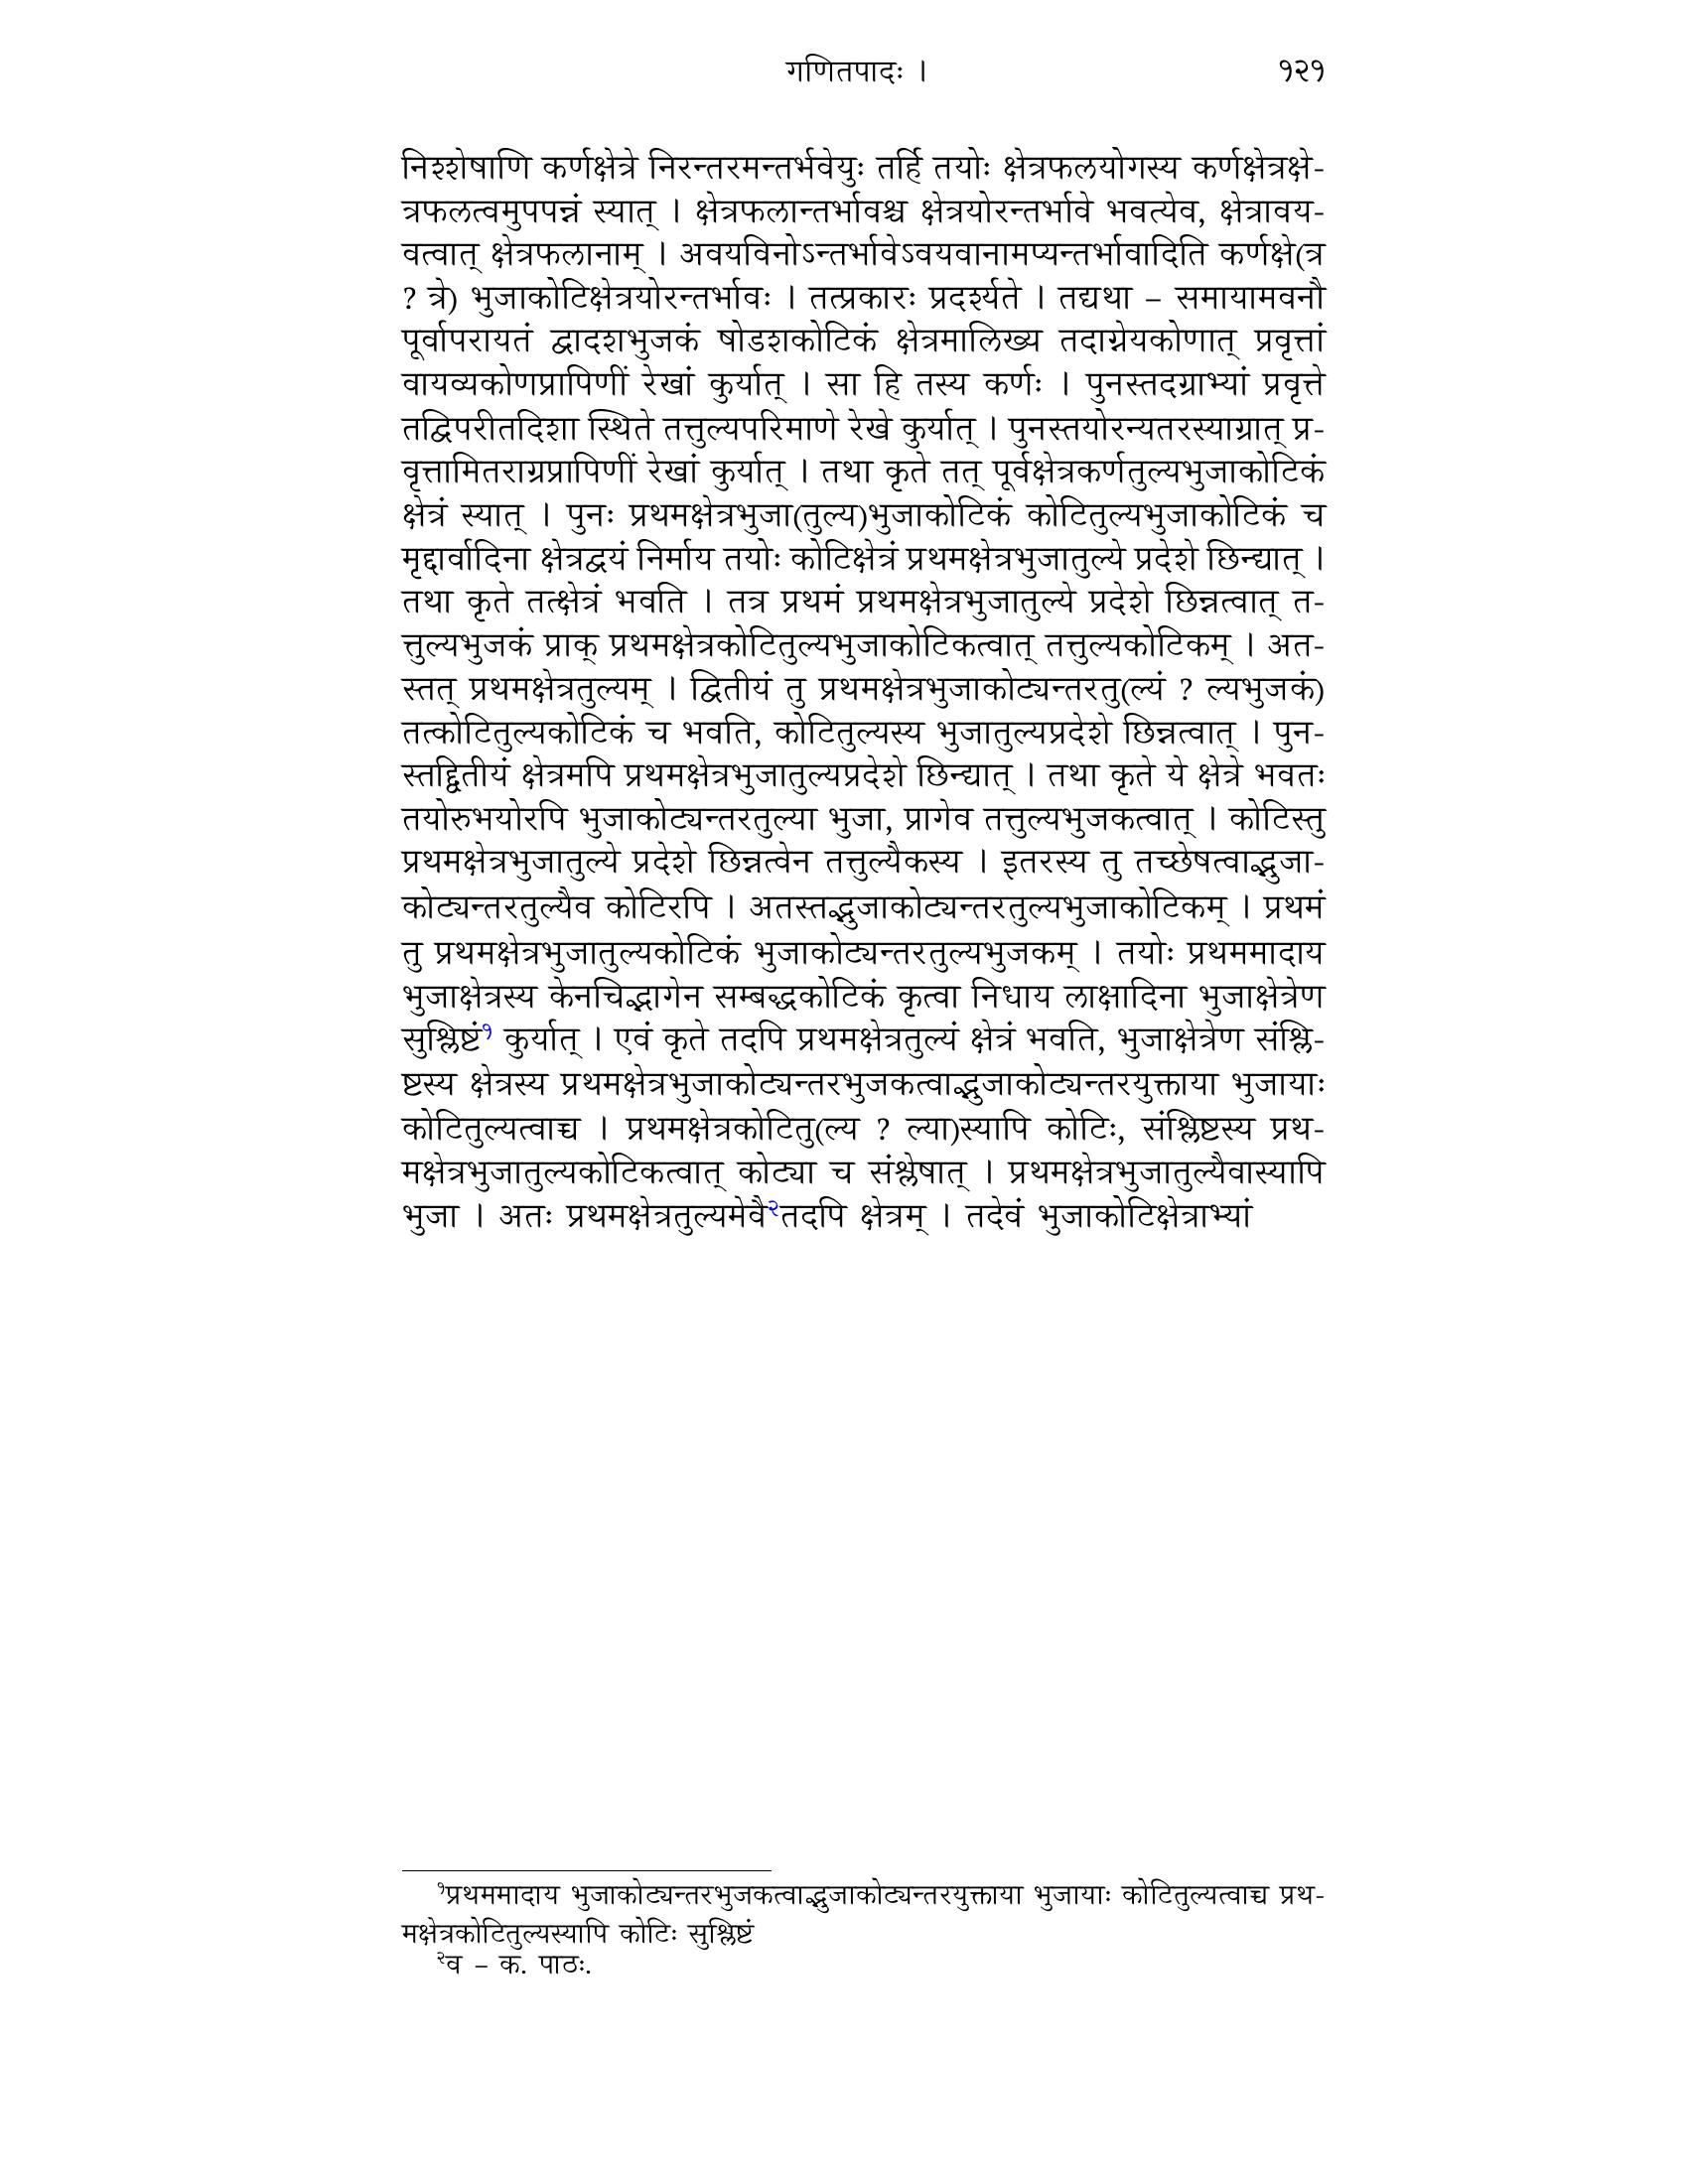 गणितपादः । १२१
निश्शेषाणि कर्णक्षेत्रे निरन्तरमन्तर्भवेयुः तर्हि तयोः क्षेत्रफलयोगस्य कर्णक्षेत्रक्षे-
त्रफलत्वमुपपन्नं स्यात् । क्षेत्रफलान्तर्भावश्च क्षेत्रयोरन्तर्भावे भवत्येव, क्षेत्रावय-
वत्वात् क्षेत्रफलानाम् । अवयविनोऽन्तर्भावेऽवयवानामप्यन्तर्भावादिति कर्णक्षे(त्र
? त्रे) भुजाकोटिक्षेत्रयोरन्तर्भावः । तत्प्रकारः प्रदर्श्यते । तद्यथा – समायामवनौ
पूर्वापरायतं द्वादशभुजकं षोडशकोटिकं क्षेत्रमालिख्य तदाग्नेयकोणात् प्रवृत्तां
वायव्यकोणप्रापिणीं रेखां कुर्यात् । सा हि तस्य कर्णः । पुनस्तदग्राभ्यां प्रवृत्ते
तद्विपरीतदिशा स्थिते तत्तुल्यपरिमाणे रेखे कुर्यात् । पुनस्तयोरन्यतरस्याग्रात् प्र-
वृत्तामितराग्रप्रापिणीं रेखां कुर्यात् । तथा कृते तत् पूर्वक्षेत्रकर्णतुल्यभुजाकोटिकं
क्षेत्रं स्यात् । पुनः प्रथमक्षेत्रभुजा(तुल्य)भुजाकोटिकं कोटितुल्यभुजाकोटिकं च
मृद्दार्वादिना क्षेत्रद्वयं निर्माय तयोः कोटिक्षेत्रं प्रथमक्षेत्रभुजातुल्ये प्रदेशे छिन्द्यात् ।
तथा कृते तत्क्षेत्रं भवति । तत्र प्रथमं प्रथमक्षेत्रभुजातुल्ये प्रदेशे छिन्नत्वात् त-
त्तुल्यभुजकं प्राक् प्रथमक्षेत्रकोटितुल्यभुजाकोटिकत्वात् तत्तुल्यकोटिकम् । अत-
स्तत् प्रथमक्षेत्रतुल्यम् । द्वितीयं तु प्रथमक्षेत्रभुजाकोट्यन्तरतु(ल्यं ? ल्यभुजकं)
तत्कोटितुल्यकोटिकं च भवति, कोटितुल्यस्य भुजातुल्यप्रदेशे छिन्नत्वात् । पुन-
स्तद्द्वितीयं क्षेत्रमपि प्रथमक्षेत्रभुजातुल्यप्रदेशे छिन्द्यात् । तथा कृते ये क्षेत्रे भवतः
तयोरुभयोरपि भुजाकोट्यन्तरतुल्या भुजा, प्रागेव तत्तुल्यभुजकत्वात् । कोटिस्तु
प्रथमक्षेत्रभुजातुल्ये प्रदेशे छिन्नत्वेन तत्तुल्यैकस्य । इतरस्य तु तच्छेषत्वाद्भुजा-
कोट्यन्तरतुल्यैव कोटिरपि । अतस्तद्भुजाकोट्यन्तरतुल्यभुजाकोटिकम् । प्रथमं
तु प्रथमक्षेत्रभुजातुल्यकोटिकं भुजाकोट्यन्तरतुल्यभुजकम् । तयोः प्रथममादाय
भुजाक्षेत्रस्य केनचिद्भागेन सम्बद्धकोटिकं कृत्वा निधाय लाक्षादिना भुजाक्षेत्रेण
सुश्लिष्टं१ कुर्यात् । एवं कृते तदपि प्रथमक्षेत्रतुल्यं क्षेत्रं भवति, भुजाक्षेत्रेण संश्लि-
ष्टस्य क्षेत्रस्य प्रथमक्षेत्रभुजाकोट्यन्तरभुजकत्वाद्भुजाकोट्यन्तरयुक्ताया भुजायाः
कोटितुल्यत्वाच्च । प्रथमक्षेत्रकोटितु(ल्य ? ल्या)स्यापि कोटिः, संश्लिष्टस्य प्रथ-
मक्षेत्रभुजातुल्यकोटिकत्वात् कोट्या च संश्लेषात् । प्रथमक्षेत्रभुजातुल्यैवास्यापि
भुजा । अतः प्रथमक्षेत्रतुल्यमेवै२तदपि क्षेत्रम् । तदेवं भुजाकोटिक्षेत्राभ्यां
१प्रथममादाय भुजाकोट्यन्तरभुजकत्वाद्भुजाकोट्यन्तरयुक्ताया भुजायाः कोटितुल्यत्वाच्च प्रथ-
मक्षेत्रकोटितुल्यस्यापि कोटिः सुश्लिष्टं
२व – क. पाठः.